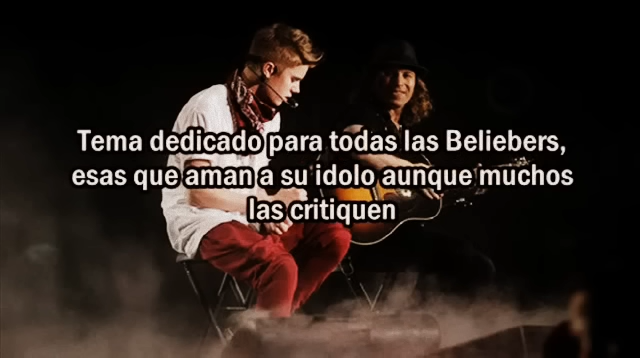 Tema dedicado para todas las Beliebers,
esas que aman a su idolo aunque muchos
las critiquen